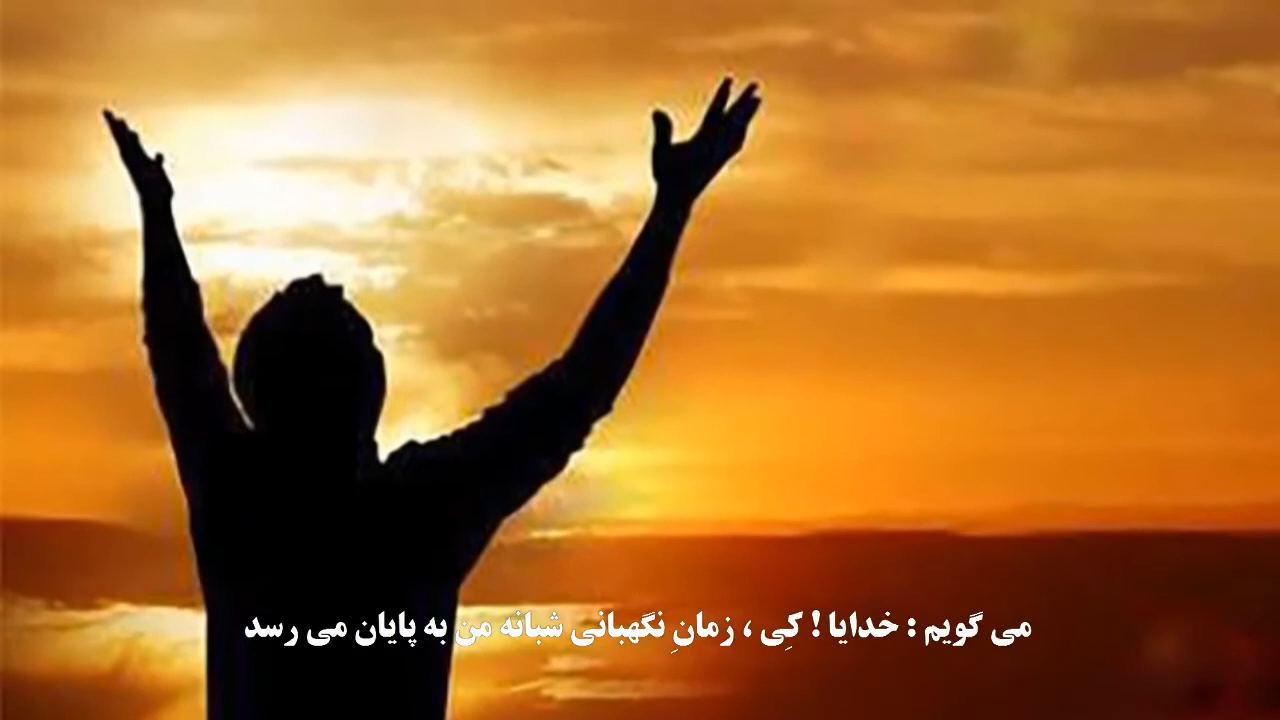 می گویم : خدایا ! کِی ، زمانِ نگهبانی شبانه من به پایان می رسد